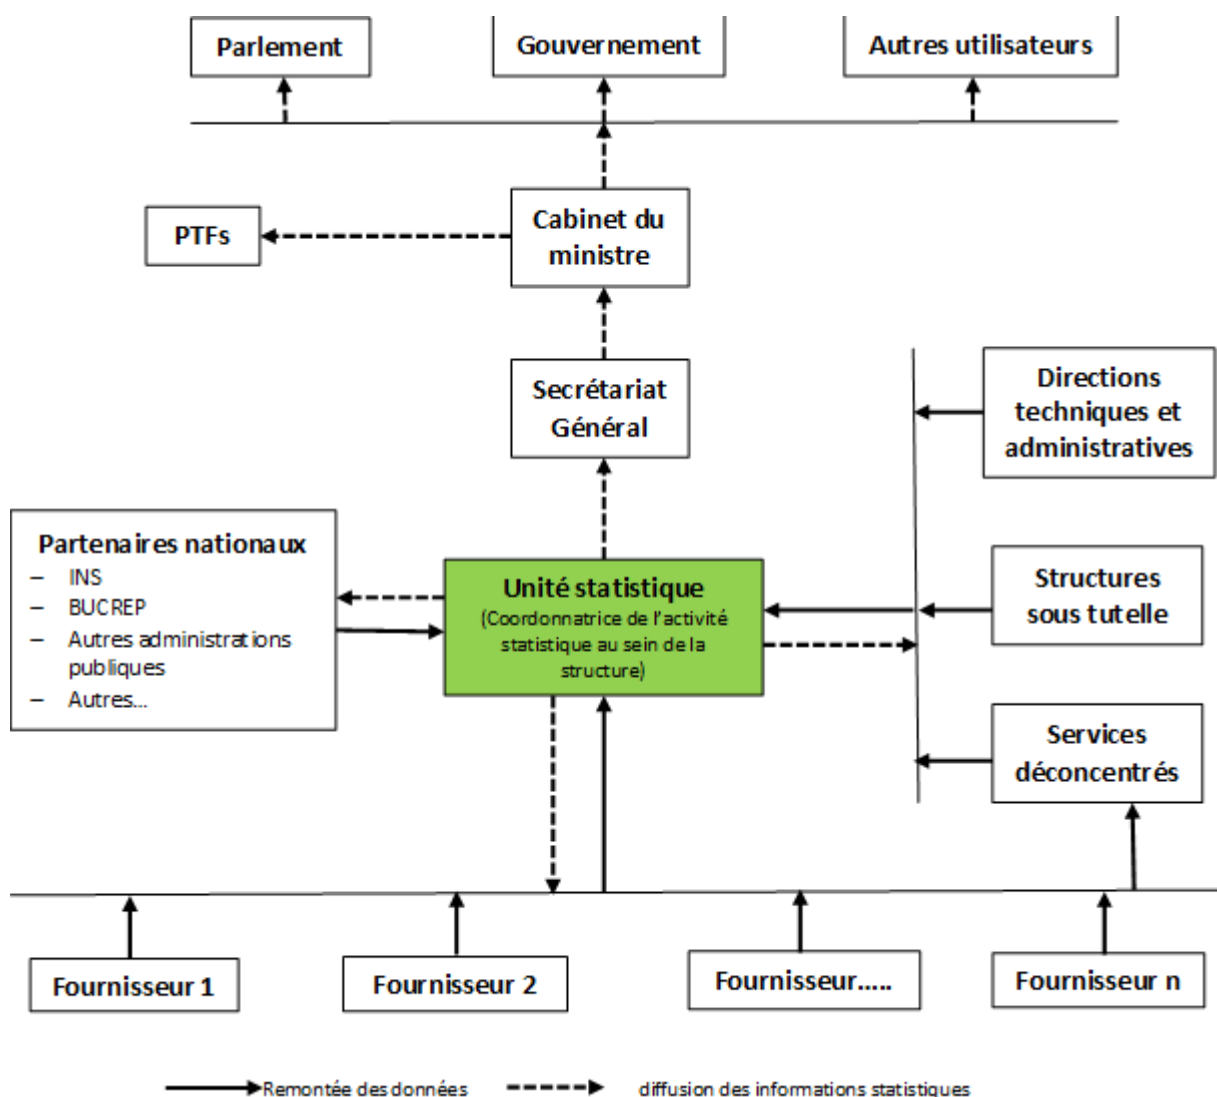 Parlement
Gouvernement
Autres utilisateurs
PTFs
Cabinet du
ministre
Secrétariat
Général
Directions
techniques et
administratives
Partenaires nationaux
– INS
– BUCREP
– Autres administrations
publiques
– Autres...
Unité statistique
(Coordonnatrice de l'activité
statistique au sein de la
structure)
Structures
sous tutelle
Services
déconcentrés
Fournisseur 1
Fournisseur 2
Fournisseur.....
Fournisseur n
Remontée des données
diffusion des informations statistiques